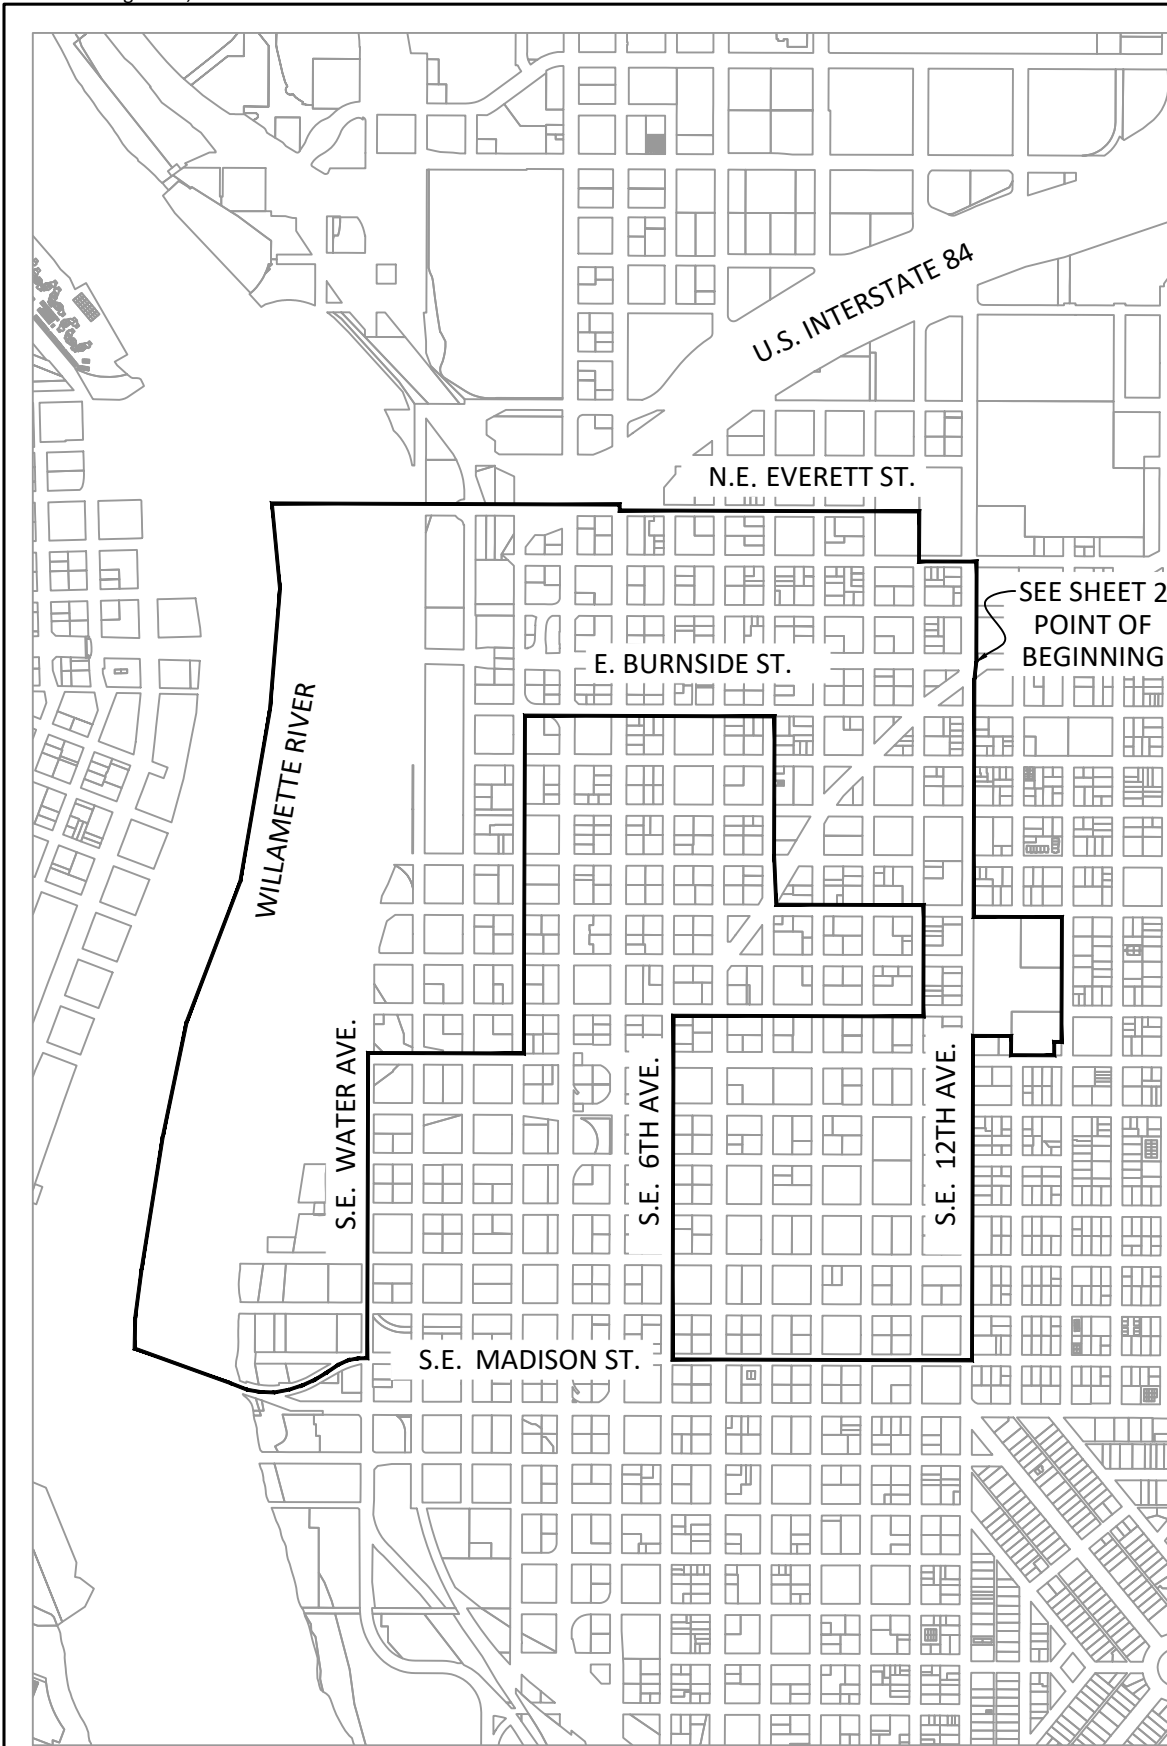 U.S. INTERSTATE 84
N.E. EVERETT ST.
SEE SHEET 2
POINT OF
BEGINNING
E. BURNSIDE ST.
WILLAMETTE RIVER
S.E. WATER AVE.
S.E. 6TH AVE.
S.E. 12TH AVE.
S.E. MADISON ST.